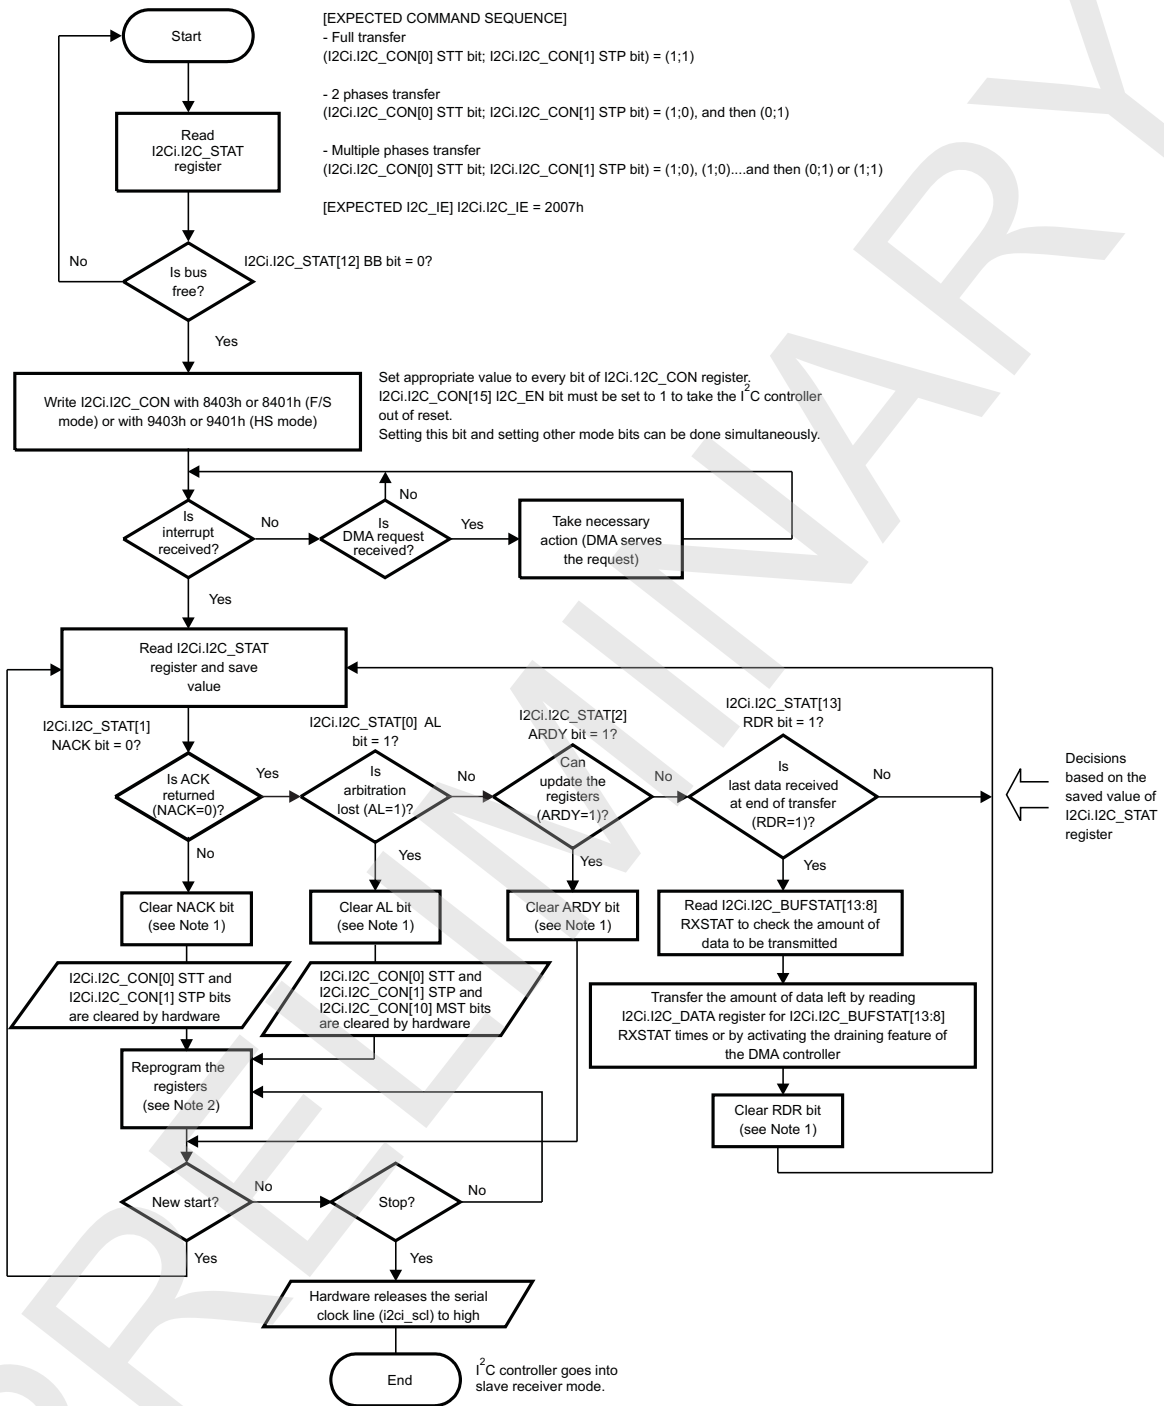 [EXPECTED COMMAND SEQUENCE]
- Full transfer
(I2Ci.I2C_CON[0] STT bit; I2Ci.I2C_CON[1] STP bit) = (1;1)
- 2 phases transfer
(I2Ci.I2C_CON[0] STT bit; I2Ci.I2C_CON[1] STP bit) = (1;0), and then (0;1)
- Multiple phases transfer
(I2Ci.I2C_CON[0] STT bit; I2Ci.I2C_CON[1] STP bit) = (1;0), (1;0)....and then (0;1) or (1;1)
[EXPECTED I2C_IE] I2Ci.I2C_IE = 2007h
Start
Read
I2Ci.I2C_STAT
register
No
Is bus
free?
I2Ci.I2C_STAT[12] BB bit = 0?
Yes
Write I2Ci.I2C_CON with 8403h or 8401h (F/S
mode) or with 9403h or 9401h (HS mode)
Set appropriate value to every bit of I2Ci.12C_CON register.
I2Ci.I2C_CON[15] I2C_EN bit must be set to 1 to take the I²C controller
out of reset.
Setting this bit and setting other mode bits can be done simultaneously.
Is
interrupt
received?
No
Is
DMA request
received?
No
Yes
Take necessary
action (DMA serves
the request)
Yes
Read I2Ci.I2C_STAT
register and save
value
I2Ci.I2C_STAT[1]
NACK bit = 0?
I2Ci.I2C_STAT[0] AL
bit = 1?
I2Ci.I2C_STAT[2]
ARDY bit = 1?
I2Ci.I2C_STAT[13]
RDR bit = 1?
Is ACK
returned
(NACK=0)?
Yes
Is
arbitration
lost (AL=1)?
No
Can
update the
registers
(ARDY=1)?
No
Is
last data received
at end of transfer
(RDR=1)?
No
Decisions
based on the
saved value of
I2Ci.I2C_STAT
register
No
Yes
Yes
Yes
Clear NACK bit
(see Note 1)
Clear AL bit
(see Note 1)
Clear ARDY bit
(see Note 1)
Read I2Ci.I2C_BUFSTAT[13:8]
RXSTAT to check the amount of
data to be transmitted
I2Ci.I2C_CON[0] STT and
I2Ci.I2C_CON[1] STP bits
are cleared by hardware
I2Ci.I2C_CON[0] STT and
I2Ci.I2C_CON[1] STP and
I2Ci.I2C_CON[10] MST bits
are cleared by hardware
Transfer the amount of data left by reading
I2Ci.I2C_DATA register for I2Ci.I2C_BUFSTAT[13:8]
RXSTAT times or by activating the draining feature of
the DMA controller
Reprogram the
registers
(see Note 2)
Clear RDR bit
(see Note 1)
New start?
No
Stop?
No
Yes
Yes
Hardware releases the serial
clock line (i2ci_scl) to high
End
I²C controller goes into
slave receiver mode.
PRELIMINARY